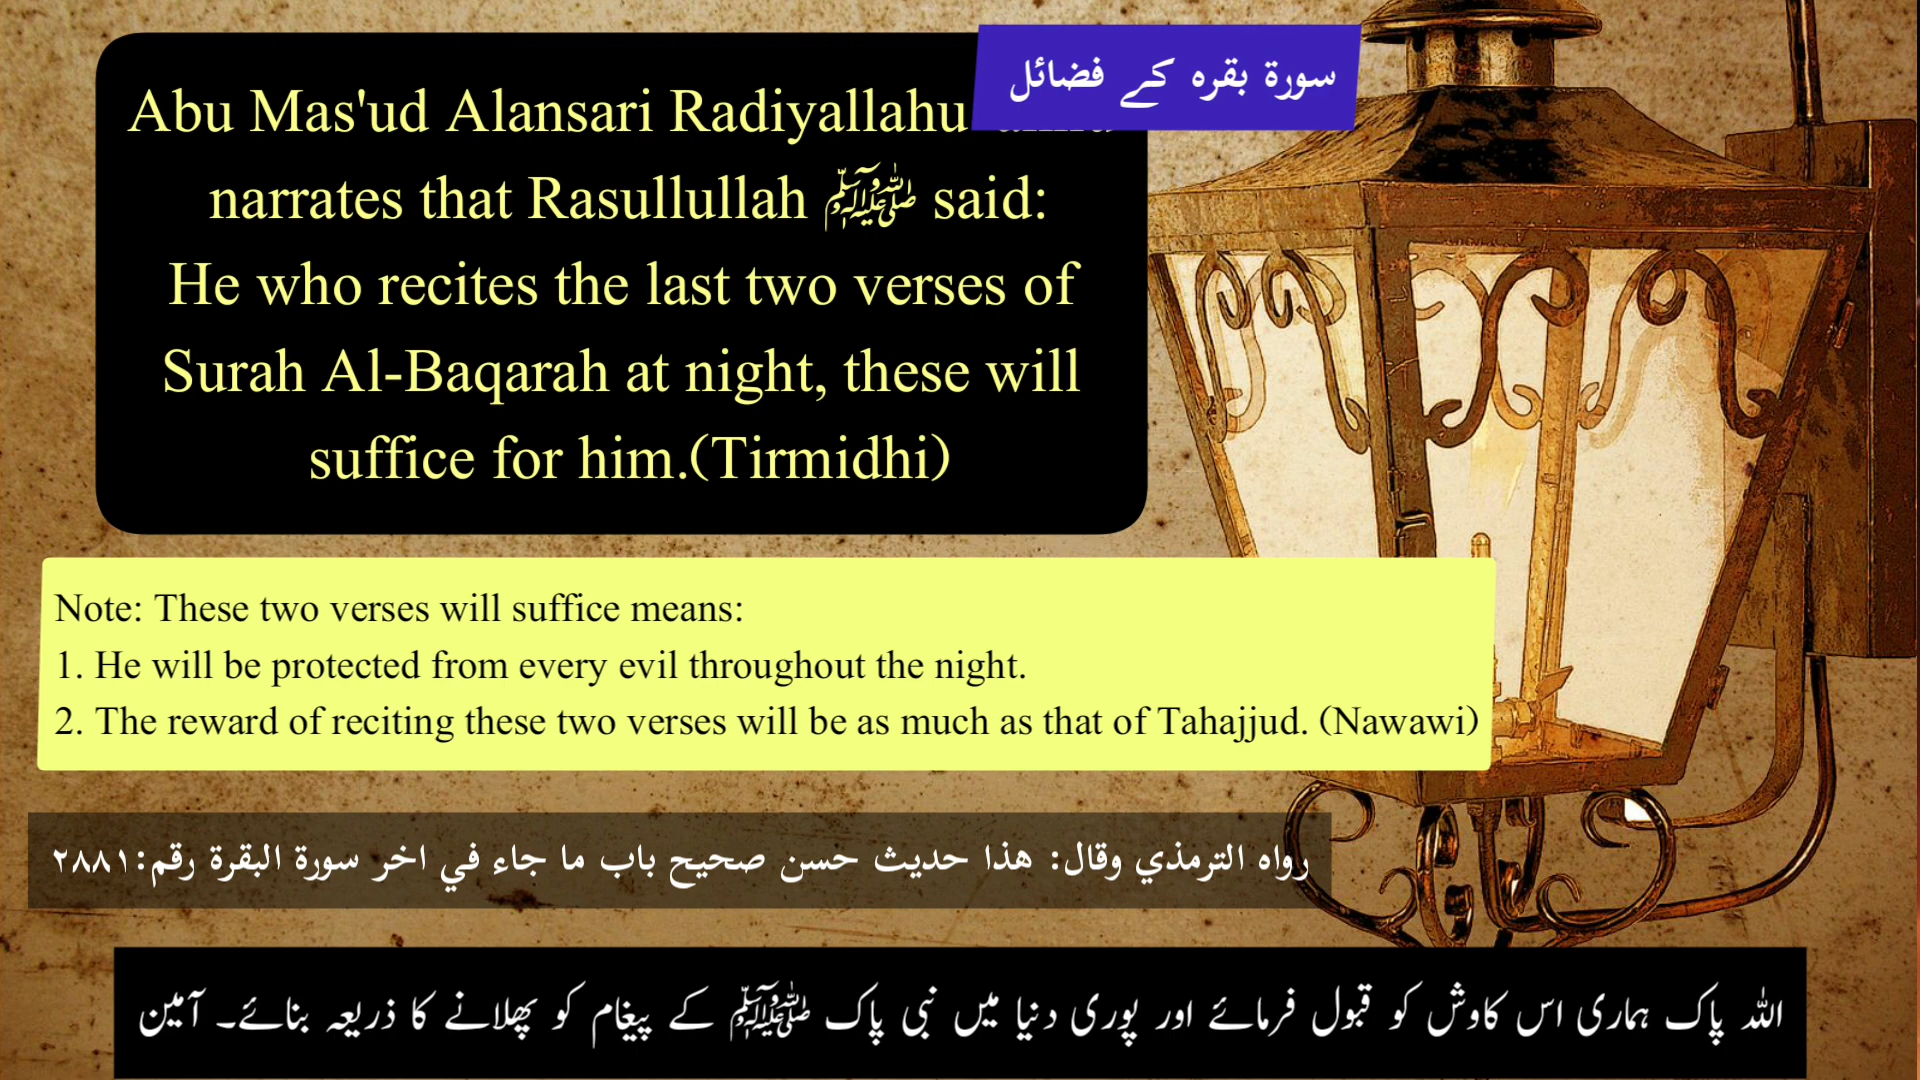 سورة بقرہ کے فضائل
Abu Mas'ud Alansari Radiyallahu
narrates that Rasullullah ﷺ said:
He who recites the last two verses of
Surah Al-Baqarah at night, these will
suffice for him.(Tirmidhi)
Note: These two verses will suffice means:
1. He will be protected from every evil throughout the night.
2. The reward of reciting these two verses will be as much as that of Tahajjud. (Nawawi)
رواه الترمذي وقال: هذا حديث حسن صحيح باب ما جاء في اخر سورة البقرة رقم:٢٨٨١
اللہ پاک ہماری اس کاوش کو قبول فرمائے اور پوری دنیا میں نبی پاک ﷺ کے پیغام کو پھلانے کا ذریعہ بنائے۔ آمین